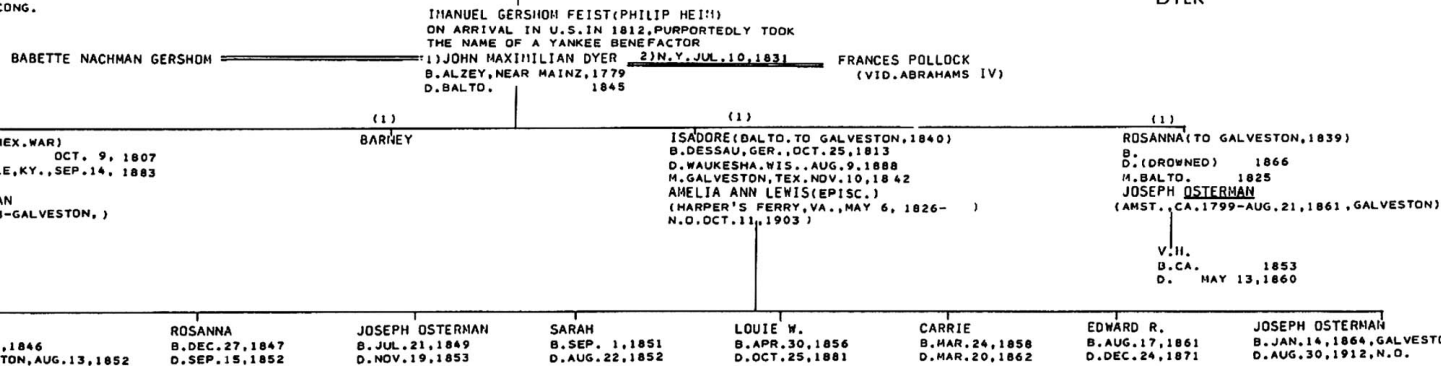 CONG.
DYER
IMANUEL GERSHOM FEIST(PHILIP HEIM)
ON ARRIVAL IN U.S.IN 1812,PURPORTEDLY TOOK
THE NAME OF A YANKEE BENEFACTOR
BABETTE NACHMAN GERSHOM
1)JOHN MAXIMILIAN DYER 2)N.Y.JUL.10,1831
FRANCES POLLOCK
(VID.ABRAHAMS IV)
B.ALZEY,NEAR MAINZ,1779
D.BALTO. 1845
(1)
(1)
(1)
MEX.WAR)
OCT. 9, 1807
E,KY.,SEP.14, 1883
AN
-GALVESTON, )
BARNEY
ISADORE(BALTO.TO GALVESTON,1840)
B.DESSAU,GER.,OCT.25,1813
D.WAUKESHA.WIS.,AUG.9,1888
M.GALVESTON,TEX.NOV.10,1842
AMELIA ANN LEWIS(EPISC.)
(HARPER'S FERRY,VA.,MAY 6, 1826- )
N.O.OCT.11,1903 )
ROSANNA(TO GALVESTON,1839)
B.
D.(DROWNED) 1866
M.BALTO. 1825
JOSEPH OSTERMAN
(AMST.,CA.1799-AUG.21,1861,GALVESTON)
V.H.
B.CA. 1853
D. MAY 13,1860
,1846
TON,AUG.13,1852
ROSANNA
B.DEC.27,1847
D.SEP.15,1852
JOSEPH OSTERMAN
B.JUL.21,1849
D.NOV.19,1853
SARAH
B.SEP. 1,1851
D.AUG.22,1852
LOUIE W.
B.APR.30,1856
D.OCT.25,1881
CARRIE
B.MAR.24,1858
D.MAR.20,1862
EDWARD R.
B.AUG.17,1861
D.DEC.24,1871
JOSEPH OSTERMAN
B.JAN.14,1864,GALVESTO
D.AUG.30,1912,N.O.